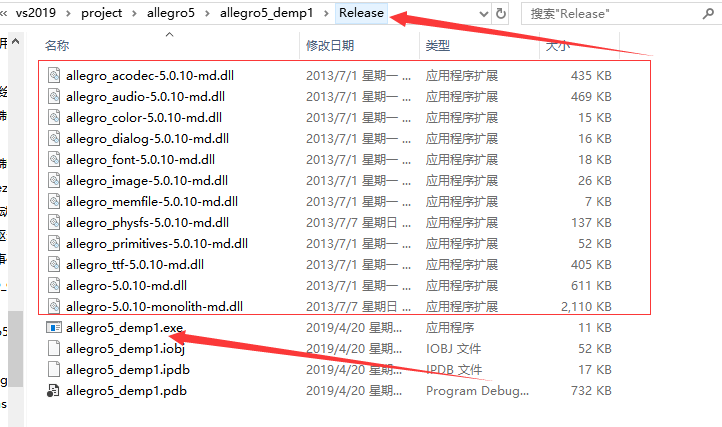 « vs2019 › project › allegro5 › allegro5_demp1 › Release 搜索"Release"
名称 修改日期 类型 大小
allegro_acodec-5.0.10-md.dll 2013/7/1 星期一 ... 应用程序扩展 435 KB
allegro_audio-5.0.10-md.dll 2013/7/1 星期一 ... 应用程序扩展 469 KB
allegro_color-5.0.10-md.dll 2013/7/1 星期一 ... 应用程序扩展 15 KB
allegro_dialog-5.0.10-md.dll 2013/7/1 星期一 ... 应用程序扩展 16 KB
allegro_font-5.0.10-md.dll 2013/7/1 星期一 ... 应用程序扩展 18 KB
allegro_image-5.0.10-md.dll 2013/7/1 星期一 ... 应用程序扩展 26 KB
allegro_memfile-5.0.10-md.dll 2013/7/1 星期一 ... 应用程序扩展 7 KB
allegro_physfs-5.0.10-md.dll 2013/7/7 星期日 ... 应用程序扩展 137 KB
allegro_primitives-5.0.10-md.dll 2013/7/1 星期一 ... 应用程序扩展 52 KB
allegro_ttf-5.0.10-md.dll 2013/7/1 星期一 ... 应用程序扩展 405 KB
allegro-5.0.10-md.dll 2013/7/1 星期一 ... 应用程序扩展 611 KB
allegro-5.0.10-monolith-md.dll 2013/7/7 星期日 ... 应用程序扩展 2,110 KB
allegro5_demp1.exe 2019/4/20 星期... 应用程序 11 KB
allegro5_demp1.iobj 2019/4/20 星期... IOBJ 文件 52 KB
allegro5_demp1.ipdb 2019/4/20 星期... IPDB 文件 17 KB
allegro5_demp1.pdb 2019/4/20 星期... Program Debug... 732 KB